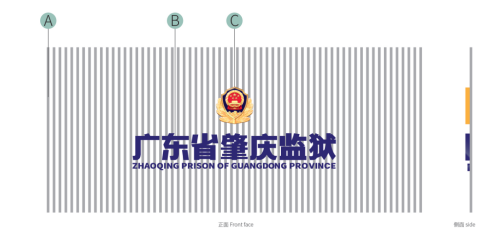 A B C
广东省肇庆监狱
ZHAOQING PRISON OF GUANGDONG PROVINCE
正面 Front face
侧面 side